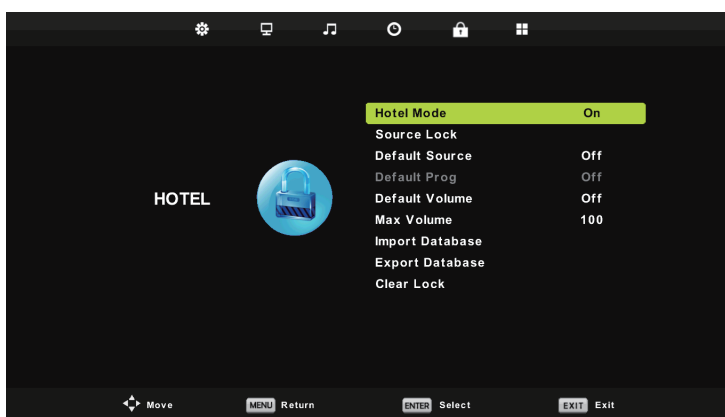 Hotel Mode On
Source Lock
Default Source Off
Default Prog Off
HOTEL
Default Volume Off
Max Volume 100
Import Database
Export Database
Clear Lock
Move MENU Return ENTER Select EXIT Exit